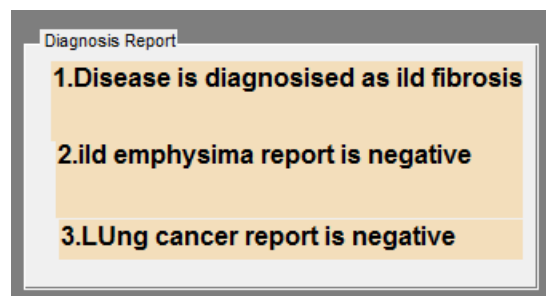 Diagnosis Report
1.Disease is diagnosised as ild fibrosis
2.ild emphysima report is negative
3.LUng cancer report is negative